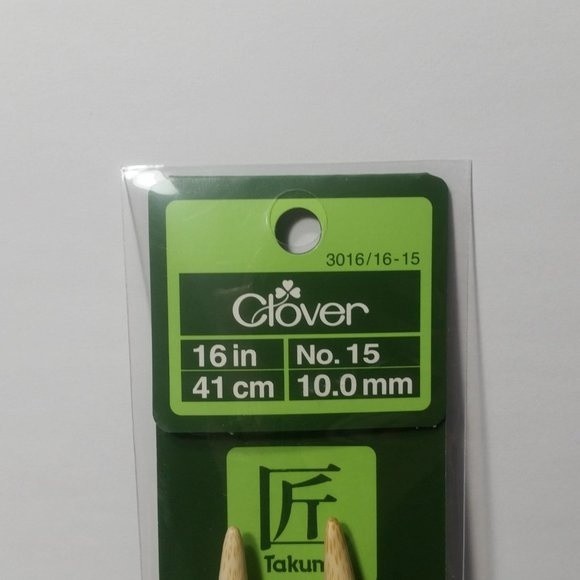 3016/16-15
Clover
16 in No. 15
41 cm 10.0 mm
匠